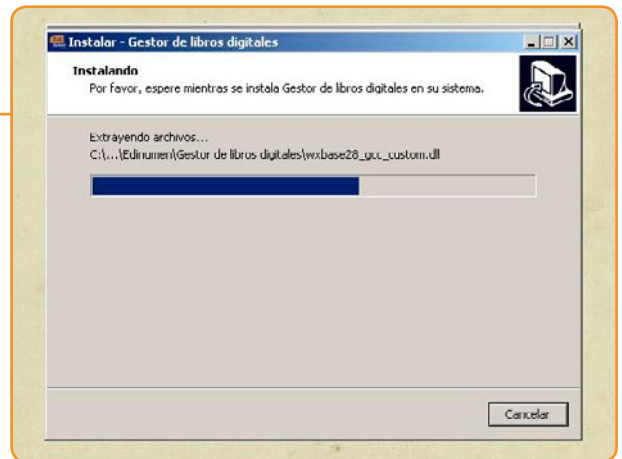 Instalar - Gestor de libros digitales
Instalando
Por favor, espere mientras se instala Gestor de libros digitales en su sistema.
Extrayendo archivos...
C:\...\Edinumen\Gestor de libros digitales\wxbase28_gcc_custom.dll
Cancelar